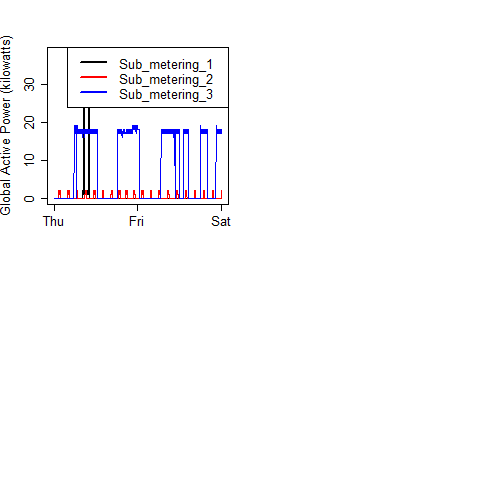 Sub_metering_1
Sub_metering_2
Sub_metering_3
Global Active Power (kilowatts)
30
20
10
0
Thu Fri Sat